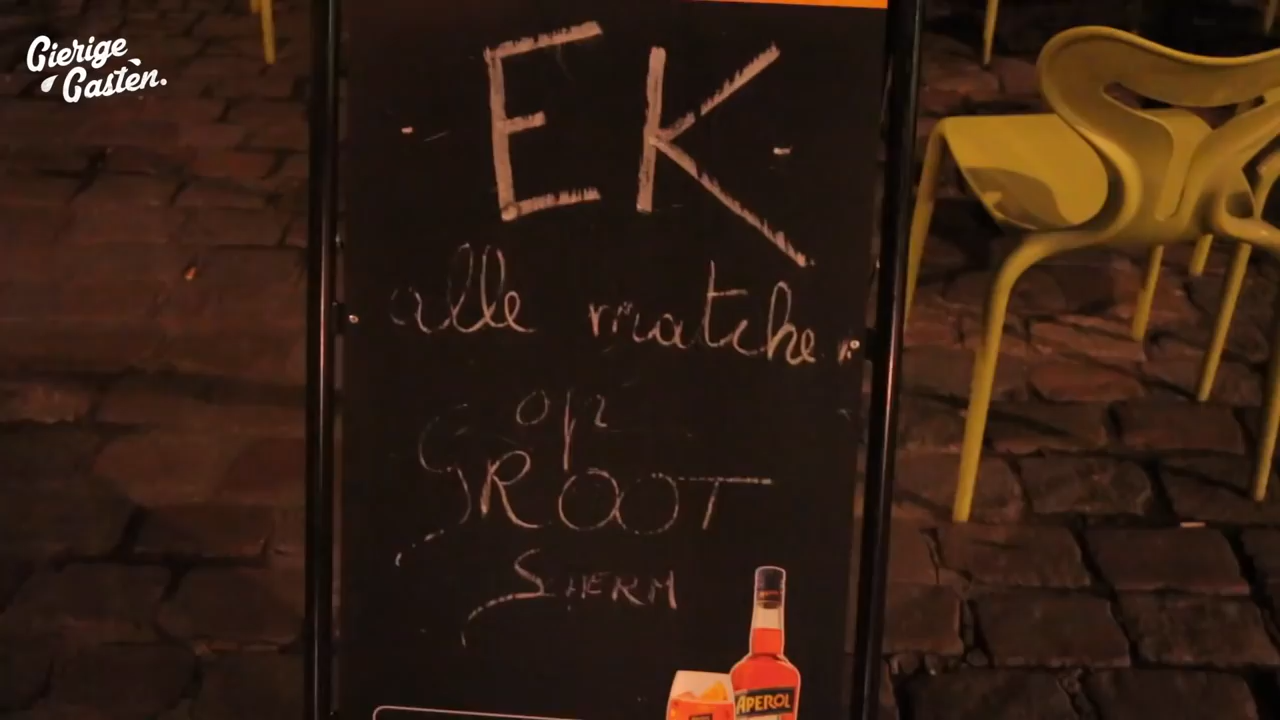 Gierige
Gasten.
- EK -
alle matchen
op
GROOT
SCHERM
APEROL